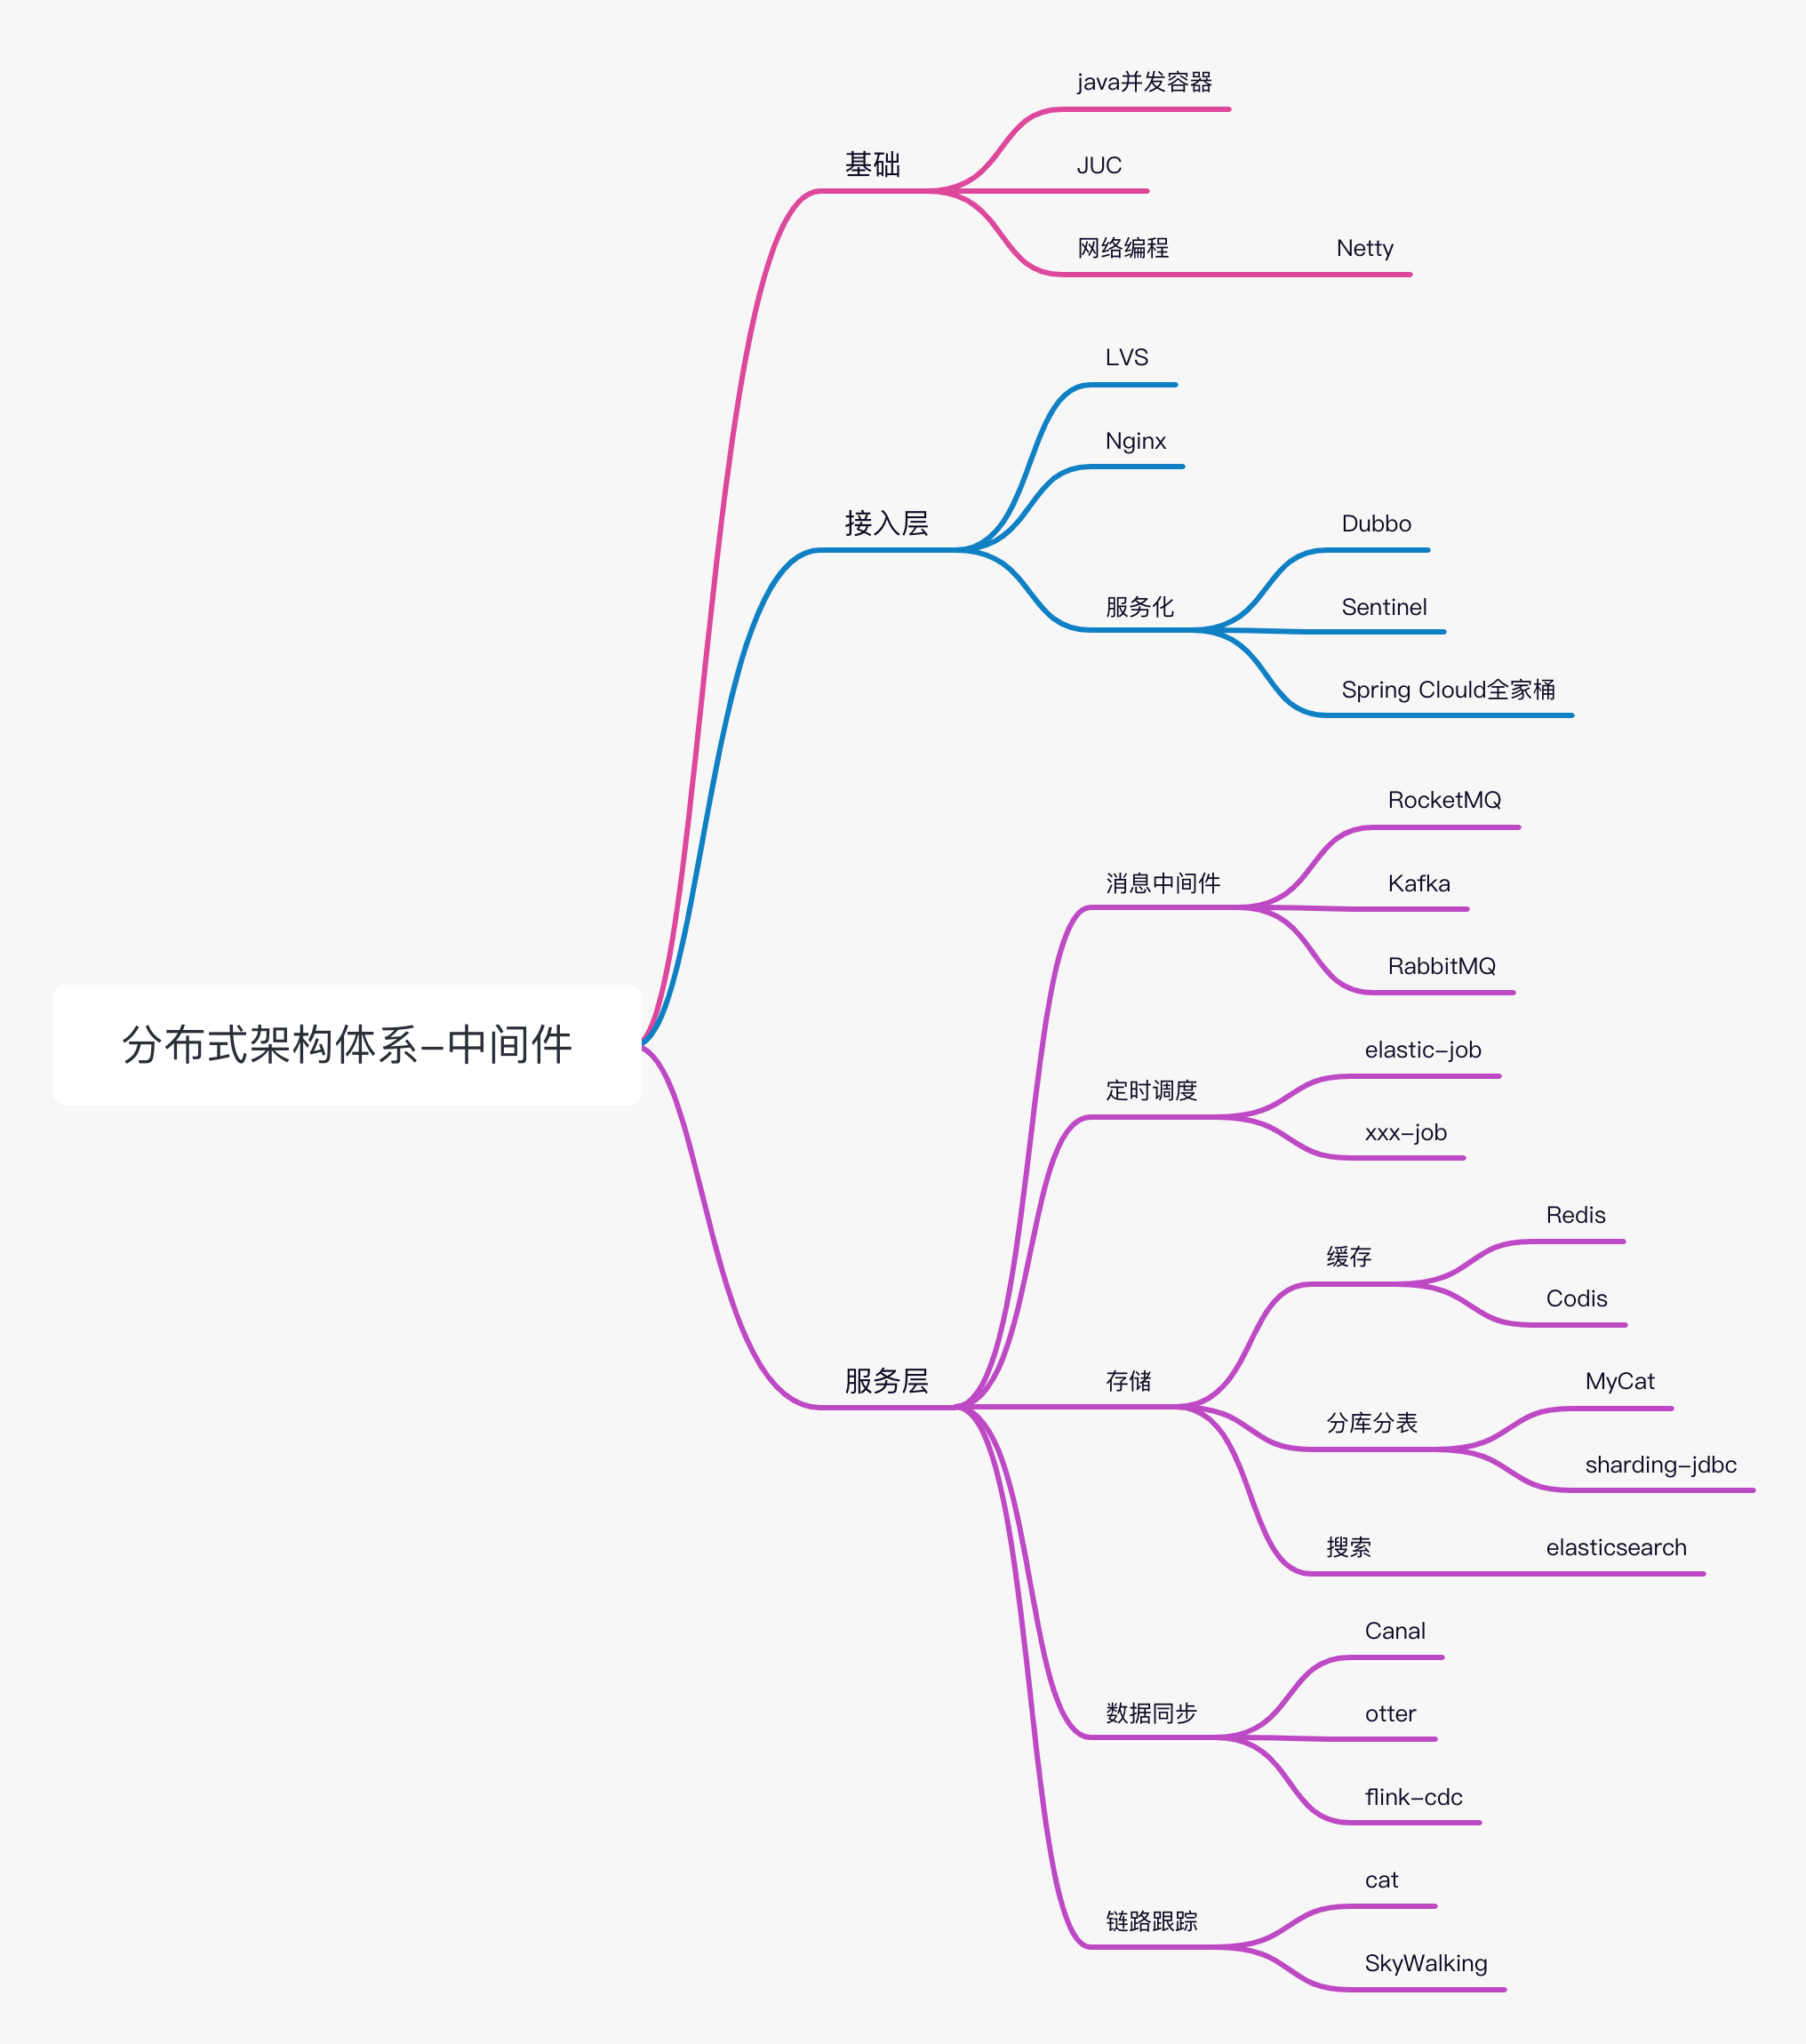 分布式架构体系-中间件
基础
java并发容器
JUC
网络编程
Netty
接入层
LVS
Nginx
服务化
Dubbo
Sentinel
Spring Clould全家桶
服务层
消息中间件
RocketMQ
Kafka
RabbitMQ
定时调度
elastic-job
xxx-job
存储
缓存
Redis
Codis
分库分表
MyCat
sharding-jdbc
搜索
elasticsearch
数据同步
Canal
otter
flink-cdc
链路跟踪
cat
SkyWalking